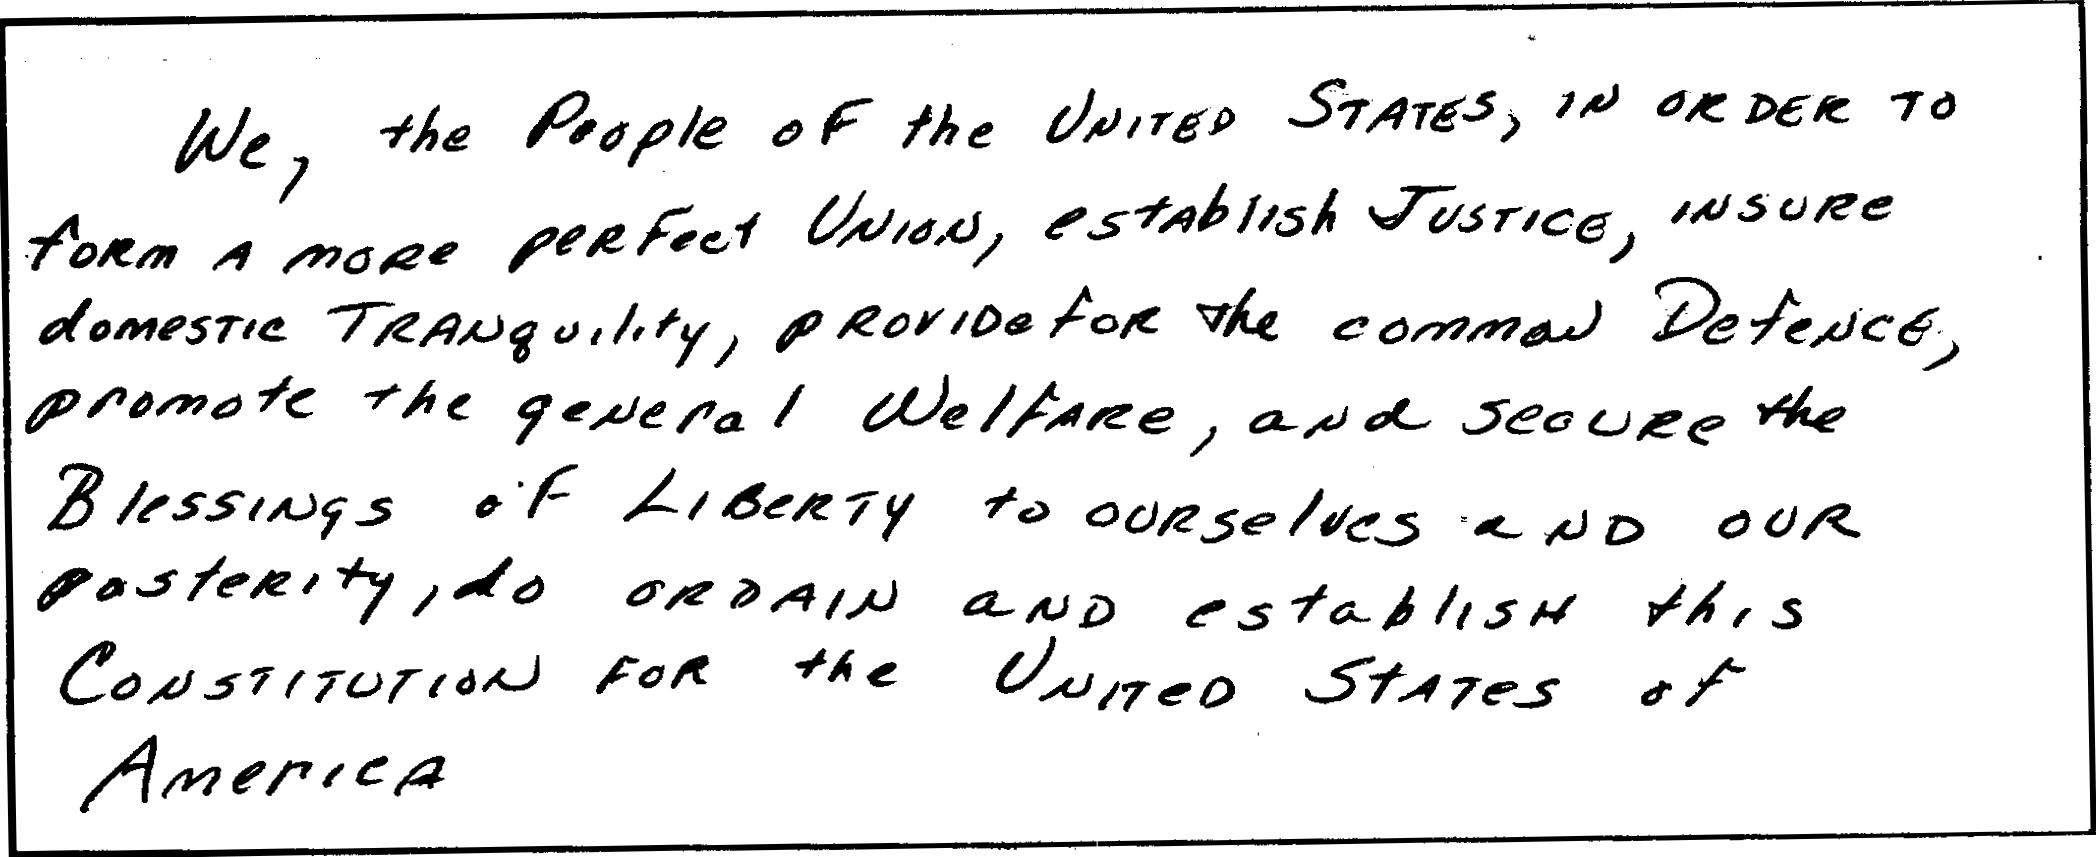 We, the People of the United States, in order to
form a more perfect Union, establish Justice, insure
domestic Tranquility, provide for the common Defence,
promote the general Welfare, and secure the
Blessings of Liberty to ourselves and our
posterity, do ordain and establish this
Constitution for the United States of
America